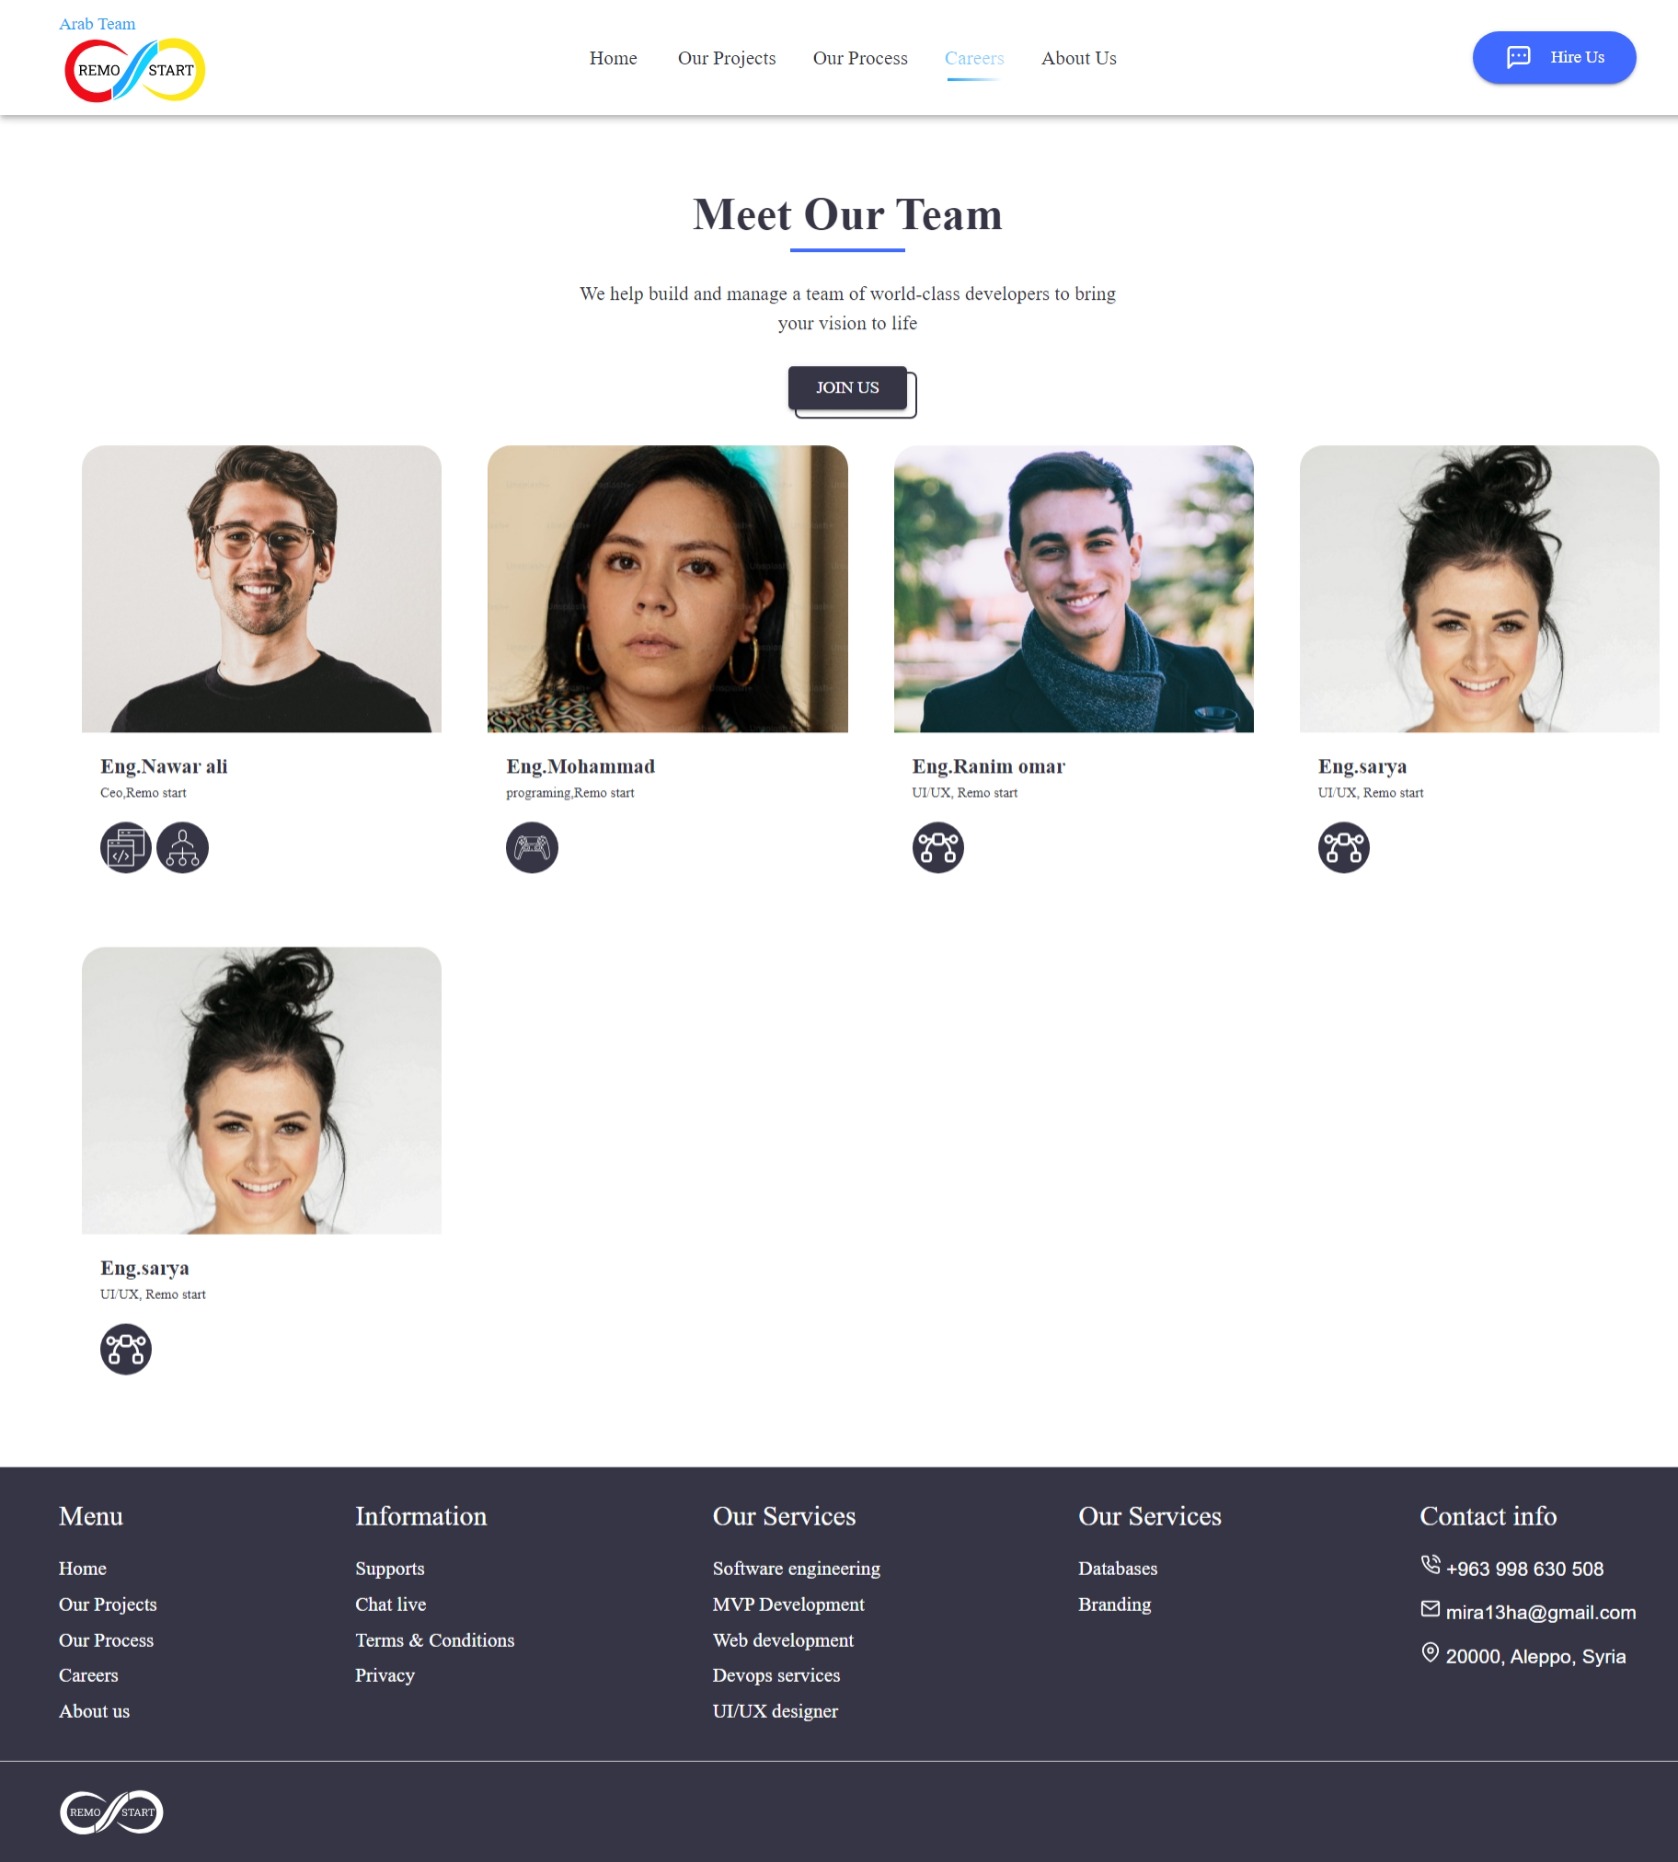 Arab Team
REMO START
Home
Our Projects
Our Process
Careers
About Us
Hire Us
Meet Our Team
We help build and manage a team of world-class developers to bring
your vision to life
JOIN US
Eng.Nawar ali
Ceo,Remo start
Eng.Mohammad
programing,Remo start
Eng.Ranim omar
UI/UX, Remo start
Eng.sarya
UI/UX, Remo start
Eng.sarya
UI/UX, Remo start
Menu
Home
Our Projects
Our Process
Careers
About us
Information
Supports
Chat live
Terms & Conditions
Privacy
Our Services
Software engineering
MVP Development
Web development
Devops services
UI/UX designer
Our Services
Databases
Branding
Contact info
+963 998 630 508
mira13ha@gmail.com
20000, Aleppo, Syria
REMO START